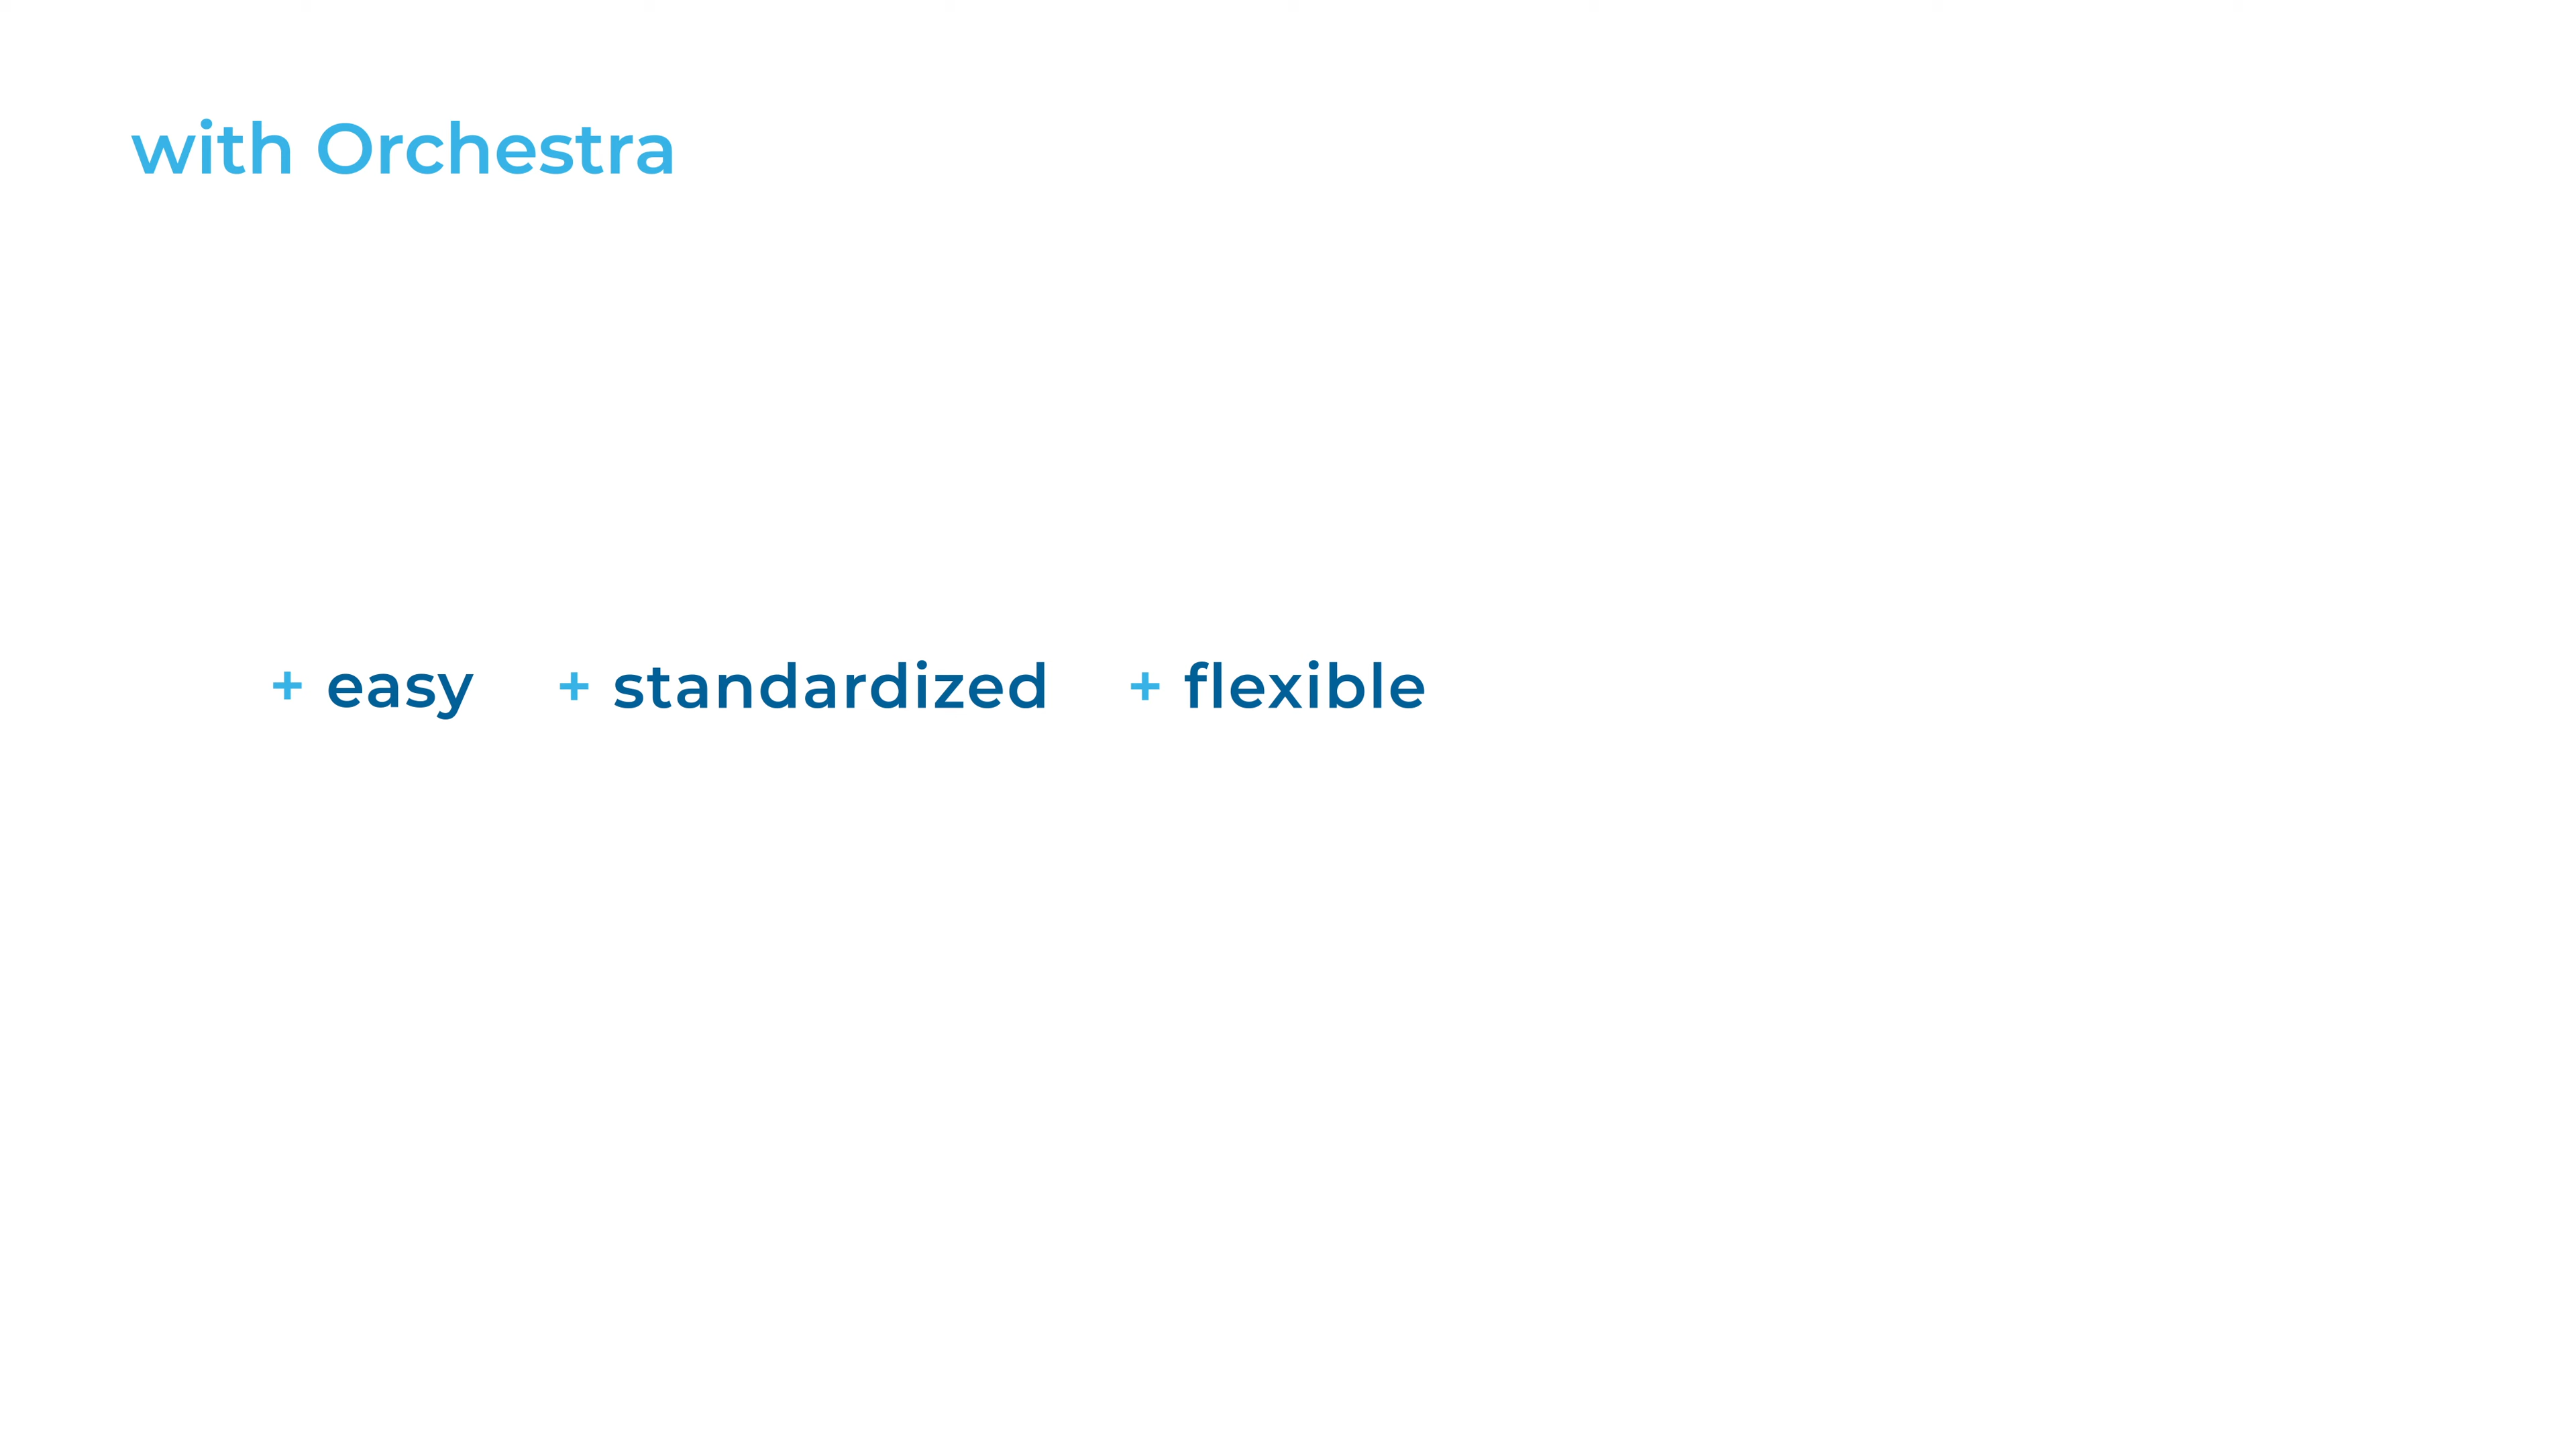 with Orchestra
+ easy + standardized + flexible